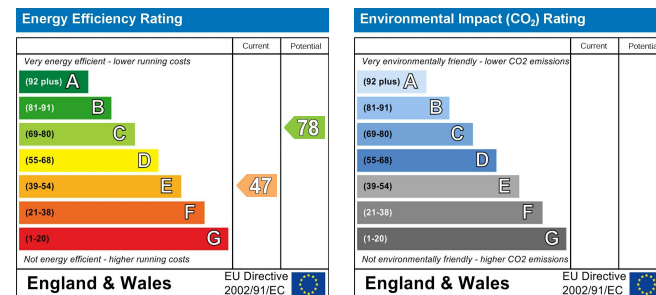 Energy Efficiency Rating
Current Potential
Very energy efficient - lower running costs
(92 plus) A
(81-91) B
(69-80) C
78
(55-68) D
(39-54) E
47
(21-38) F
(1-20) G
Not energy efficient - higher running costs
England & Wales
EU Directive
2002/91/EC
Environmental Impact (CO₂) Rating
Current Potential
Very environmentally friendly - lower CO2 emissions
(92 plus) A
(81-91) B
(69-80) C
(55-68) D
(39-54) E
(21-38) F
(1-20) G
Not environmentally friendly - higher CO2 emissions
England & Wales
EU Directive
2002/91/EC